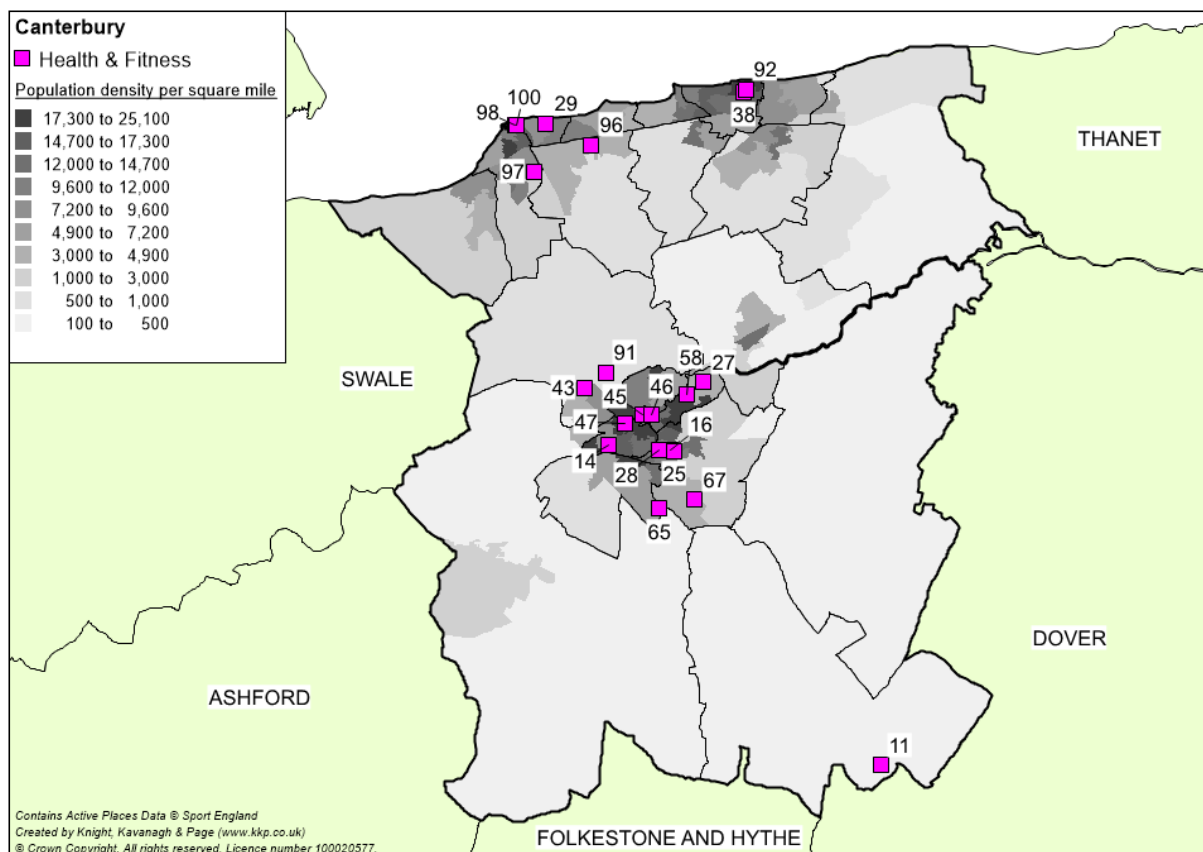 Canterbury
Health & Fitness
Population density per square mile
17,300 to 25,100
14,700 to 17,300
12,000 to 14,700
9,600 to 12,000
7,200 to 9,600
4,900 to 7,200
3,000 to 4,900
1,000 to 3,000
500 to 1,000
100 to 500
92
98
100
29
38
96
THANET
97
91
58
27
SWALE
43
45
46
47
16
14
28
25
67
65
DOVER
ASHFORD
11
Contains Active Places Data © Sport England
Created by Knight, Kavanagh & Page (www.kkp.co.uk)
© Crown Copyright. All rights reserved. Licence number 100020577.
FOLKESTONE AND HYTHE